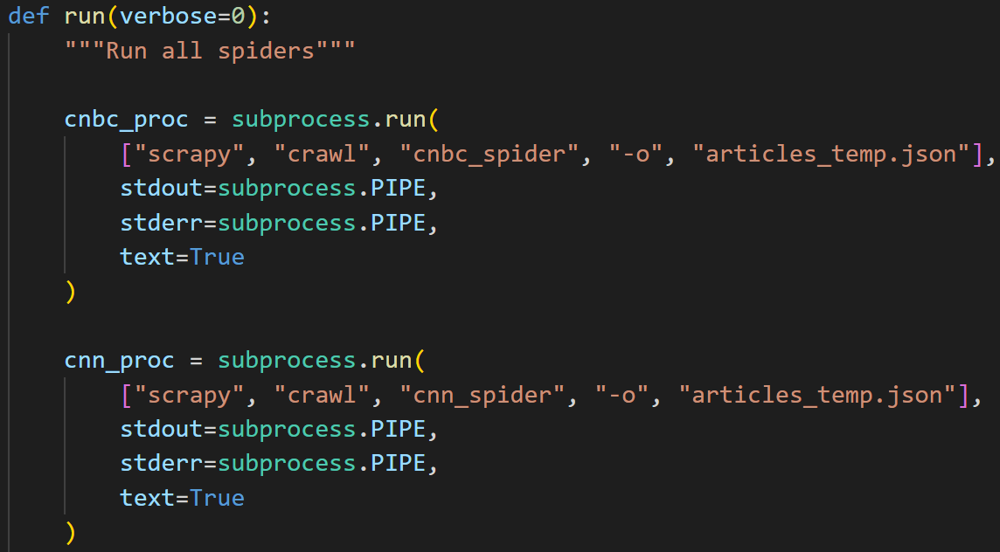 def run(verbose=0):
    """Run all spiders"""

    cnbc_proc = subprocess.run(
        ["scrapy", "crawl", "cnbc_spider", "-o", "articles_temp.json"],
        stdout=subprocess.PIPE,
        stderr=subprocess.PIPE,
        text=True
    )

    cnn_proc = subprocess.run(
        ["scrapy", "crawl", "cnn_spider", "-o", "articles_temp.json"],
        stdout=subprocess.PIPE,
        stderr=subprocess.PIPE,
        text=True
    )